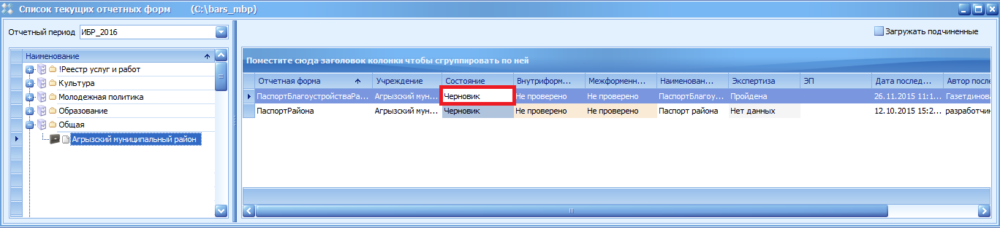 Список текущих отчетных форм (C:\bars_mbp)
Отчетный период ИБР_2016
Загружать подчиненные
Наименование
!Реестр услуг и работ
Культура
Молодежная политика
Образование
Общая
Агрызский муниципальный район
Поместите сюда заголовок колонки чтобы сгруппировать по ней
Отчетная форма Учреждение Состояние Внутриформ... Межформенн... Наименован... Экспертиза ЭП Дата послед... Автор после
ПаспортБлагоустройстваРа... Агрызский мун... Черновик Не проверено Не проверено ПаспортБлагоу... Пройдена 26.11.2015 11:1... Газетдинова
ПаспортРайона Агрызский мун... Черновик Не проверено Не проверено Паспорт района Нет данных 12.10.2015 15:2... разработчик